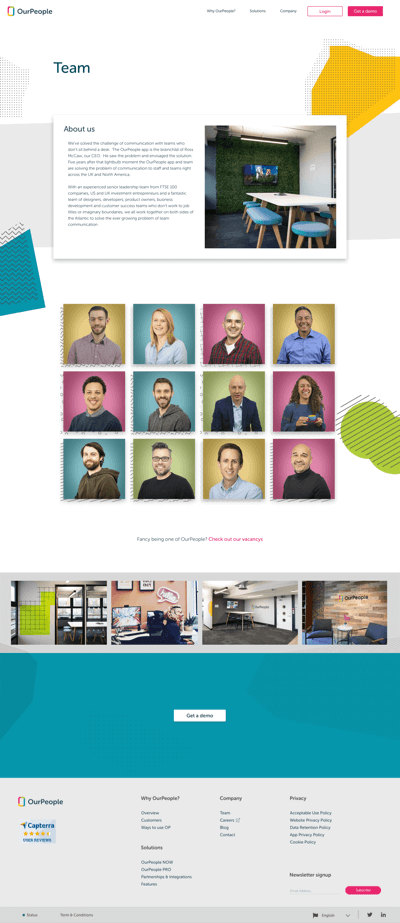 OurPeople
Why OurPeople?
Solutions
Company
Login
Get a demo
Team
About us
We've solved the challenge of communication with teams who
don't sit behind a desk. The OurPeople app is the brainchild of Ross
McCaw, our CEO. He saw the problem and envisaged the solution.
Five years after that lightbulb moment the OurPeople app and team
are solving the problem of communication to staff and teams right
across the UK and North America.
With an experienced senior leadership team from FTSE 100
companies, US and UK investment entrepreneurs and a fantastic
team of designers, developers, product owners, business
development and customer success teams who don't work to job
titles or imaginary boundaries; we all work together on both sides of
the Atlantic to solve the ever growing problem of team
communication.
Fancy being one of OurPeople? Check out our vacancys
OurPeople
OurPeople
Get a demo
OurPeople
Capterra
USER REVIEWS
Why OurPeople?
Overview
Customers
Ways to use OP
Solutions
OurPeople NOW
OurPeople PRO
Partnerships & Integrations
Features
Company
Team
Careers
Blog
Contact
Privacy
Acceptable Use Policy
Website Privacy Policy
Data Retention Policy
App Privacy Policy
Cookie Policy
Newsletter signup
Email Address
Subscribe
Status
Term & Conditions
English